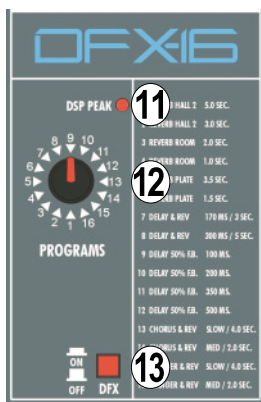 DFX-16
DSP PEAK
11
HALL 2 5.0 SEC.
HALL 2 3.0 SEC.
3 REVERB ROOM 2.0 SEC.
ROOM 1.0 SEC.
12
PLATE 3.5 SEC.
PLATE 1.5 SEC.
7 DELAY & REV 170 MS / 3 SEC.
8 DELAY & REV 300 MS / 5 SEC.
9 DELAY 50% F.B. 100 MS.
10 DELAY 50% F.B. 200 MS.
11 DELAY 50% F.B. 350 MS.
12 DELAY 50% F.B. 500 MS.
13 CHORUS & REV SLOW / 4.0 SEC.
& REV MED / 2.0 SEC.
13
& REV SLOW / 4.0 SEC.
& REV MED / 2.0 SEC.
1 2 3 4 5 6 7 8 9 10 11 12 13 14 15 16
PROGRAMS
ON
OFF
DFX